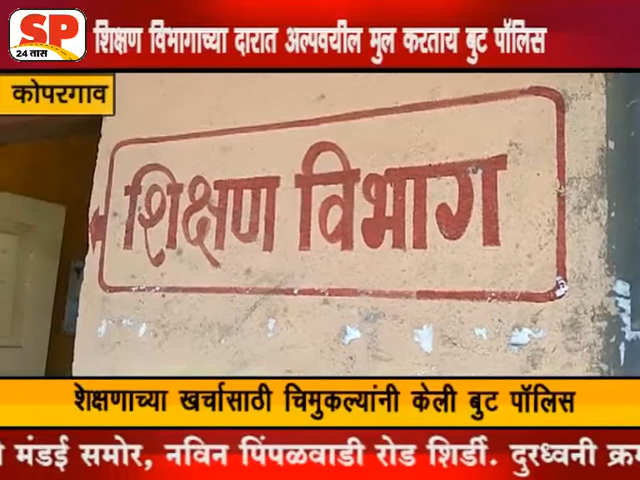 SP
24 तास
शिक्षण विभागाच्या दारात अल्पवयील मुल करताय बुट पॉलिस
कोपरगाव
शिक्षण विभाग
शेक्षणाच्या खर्चासाठी चिमुकल्यांनी केली बुट पॉलिस
मंडई समोर, नविन पिंपळवाडी रोड शिर्डी. दुरध्वनी